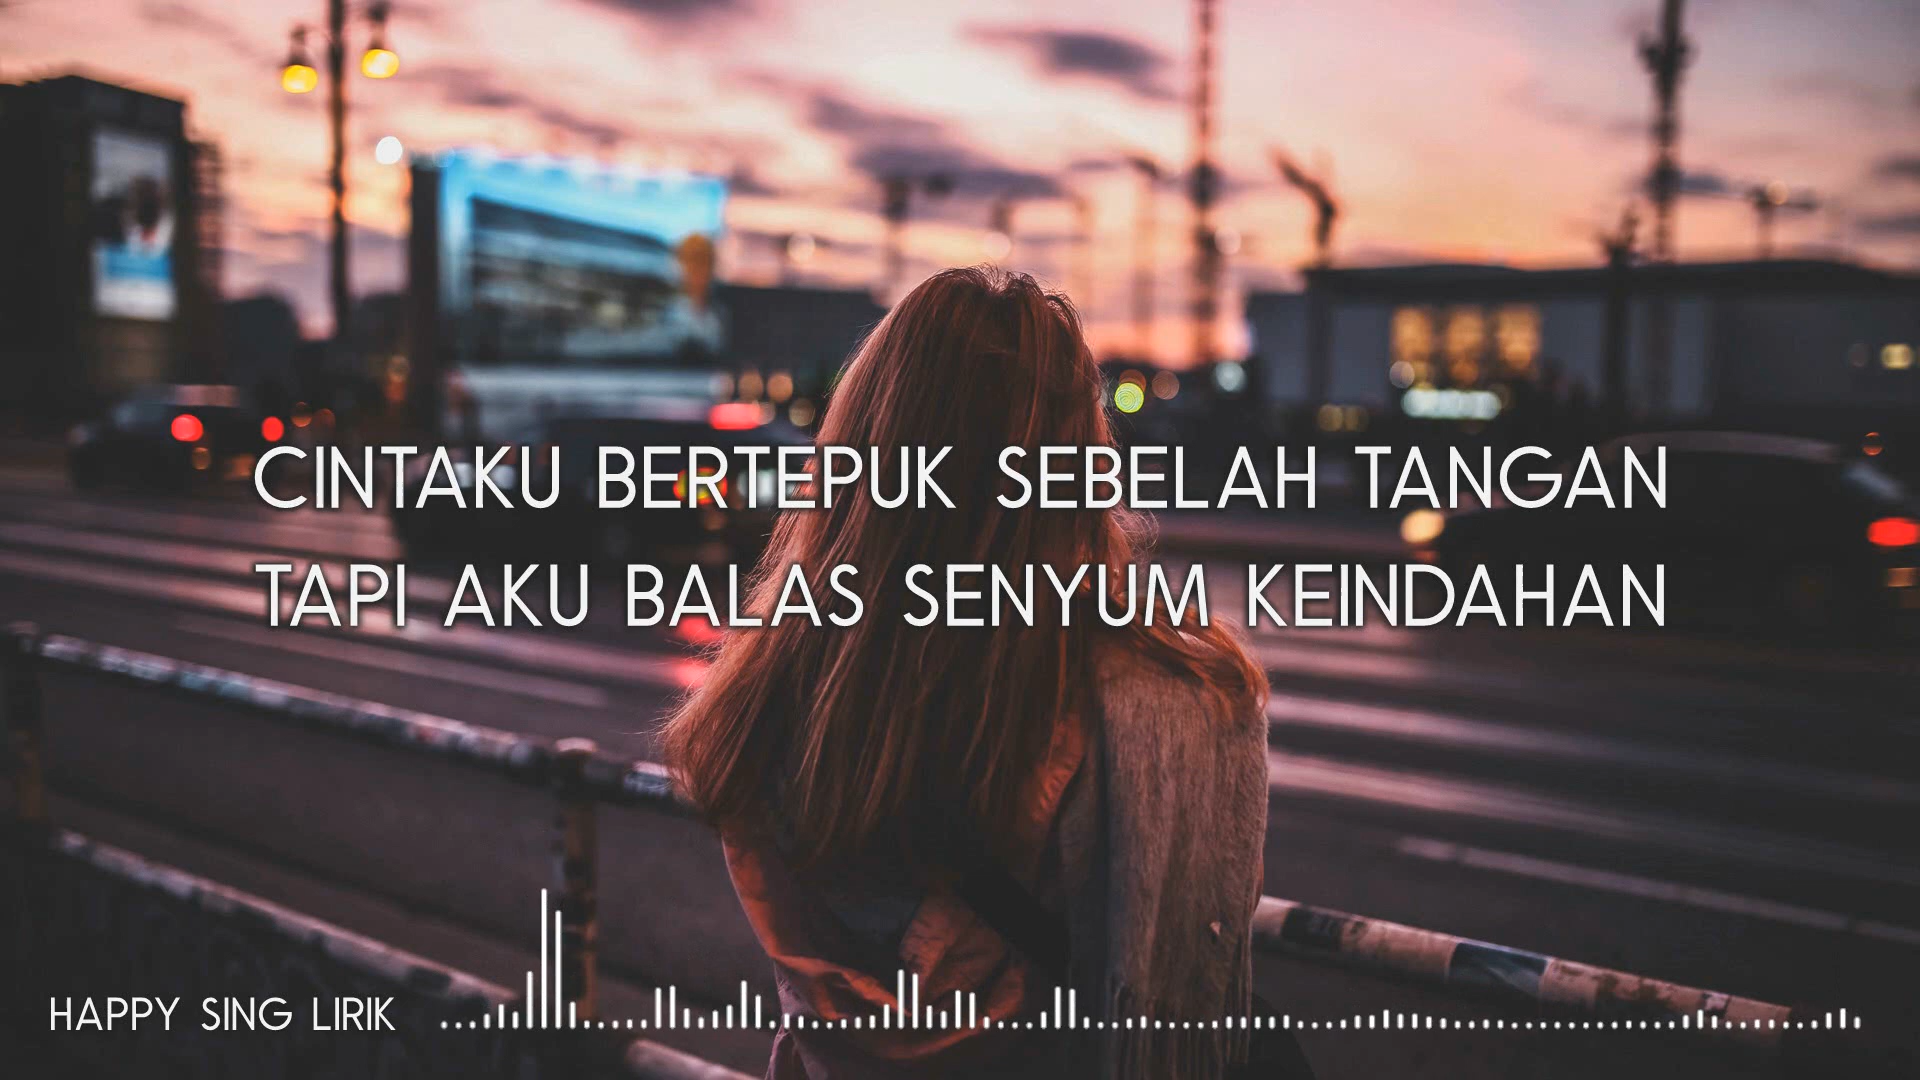 CINTAKU BERTEPUK SEBELAH TANGAN
TAPI AKU BALAS SENYUM KEINDAHAN
HAPPY SING LIRIK